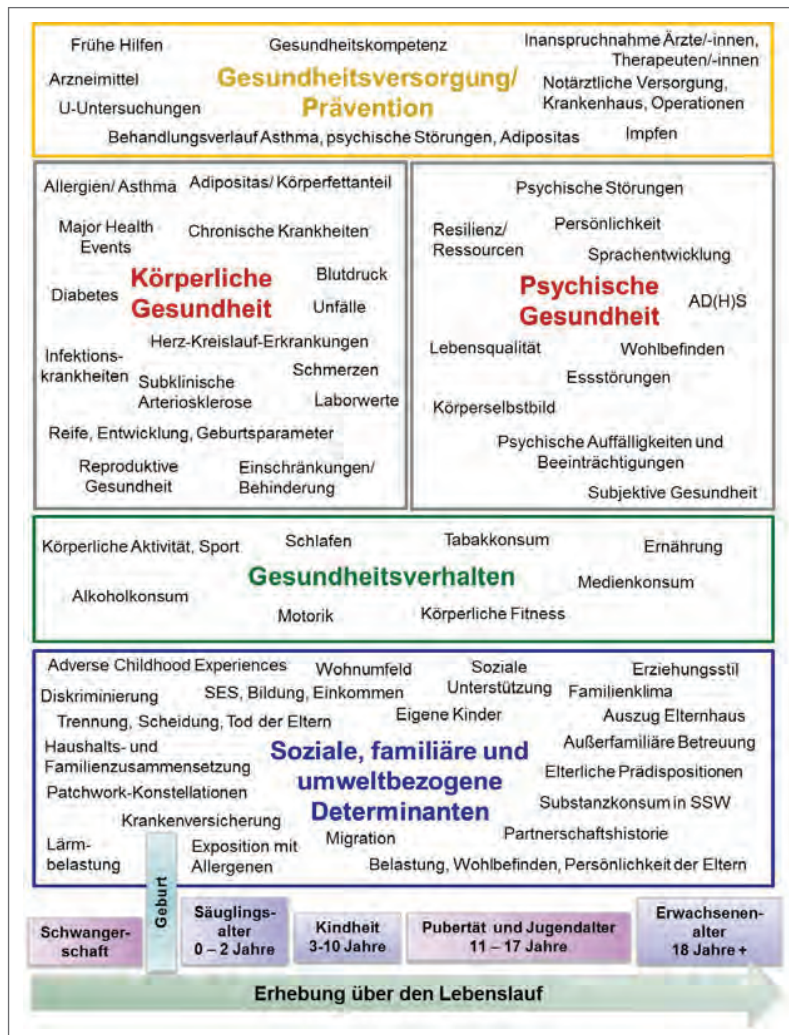 Frühe Hilfen
Gesundheitskompetenz
Inanspruchnahme Ärzte/-innen,
Therapeuten/-innen
Arzneimittel
Gesundheitsversorgung/
Prävention
Notärztliche Versorgung,
Krankenhaus, Operationen
U-Untersuchungen
Behandlungsverlauf Asthma, psychische Störungen, Adipositas
Impfen
Allergien/ Asthma
Adipositas/ Körperfettanteil
Major Health
Events
Chronische Krankheiten
Körperliche
Gesundheit
Blutdruck
Diabetes
Unfälle
Herz-Kreislauf-Erkrankungen
Infektions-
krankheiten
Schmerzen
Subklinische
Arteriosklerose
Laborwerte
Reife, Entwicklung, Geburtsparameter
Reproduktive
Gesundheit
Einschränkungen/
Behinderung
Psychische Störungen
Resilienz/
Ressourcen
Persönlichkeit
Sprachentwicklung
Psychische
Gesundheit
AD(H)S
Lebensqualität
Wohlbefinden
Essstörungen
Körperselbstbild
Psychische Auffälligkeiten und
Beeinträchtigungen
Subjektive Gesundheit
Körperliche Aktivität, Sport
Schlafen
Tabakkonsum
Ernährung
Gesundheitsverhalten
Medienkonsum
Alkoholkonsum
Motorik
Körperliche Fitness
Adverse Childhood Experiences
Wohnumfeld
Soziale
Unterstützung
Erziehungsstil
Diskriminierung
SES, Bildung, Einkommen
Familienklima
Trennung, Scheidung, Tod der Eltern
Eigene Kinder
Auszug Elternhaus
Haushalts- und
Familienzusammensetzung
Soziale, familiäre und
umweltbezogene
Determinanten
Außerfamiliäre Betreuung
Elterliche Prädispositionen
Patchwork-Konstellationen
Substanzkonsum in SSW
Krankenversicherung
Migration
Partnerschaftshistorie
Lärm-
belastung
Exposition mit
Allergenen
Belastung, Wohlbefinden, Persönlichkeit der Eltern
Schwanger-
schaft
Geburt
Säuglings-
alter
0 – 2 Jahre
Kindheit
3-10 Jahre
Pubertät und Jugendalter
11 – 17 Jahre
Erwachsenen-
alter
18 Jahre +
Erhebung über den Lebenslauf